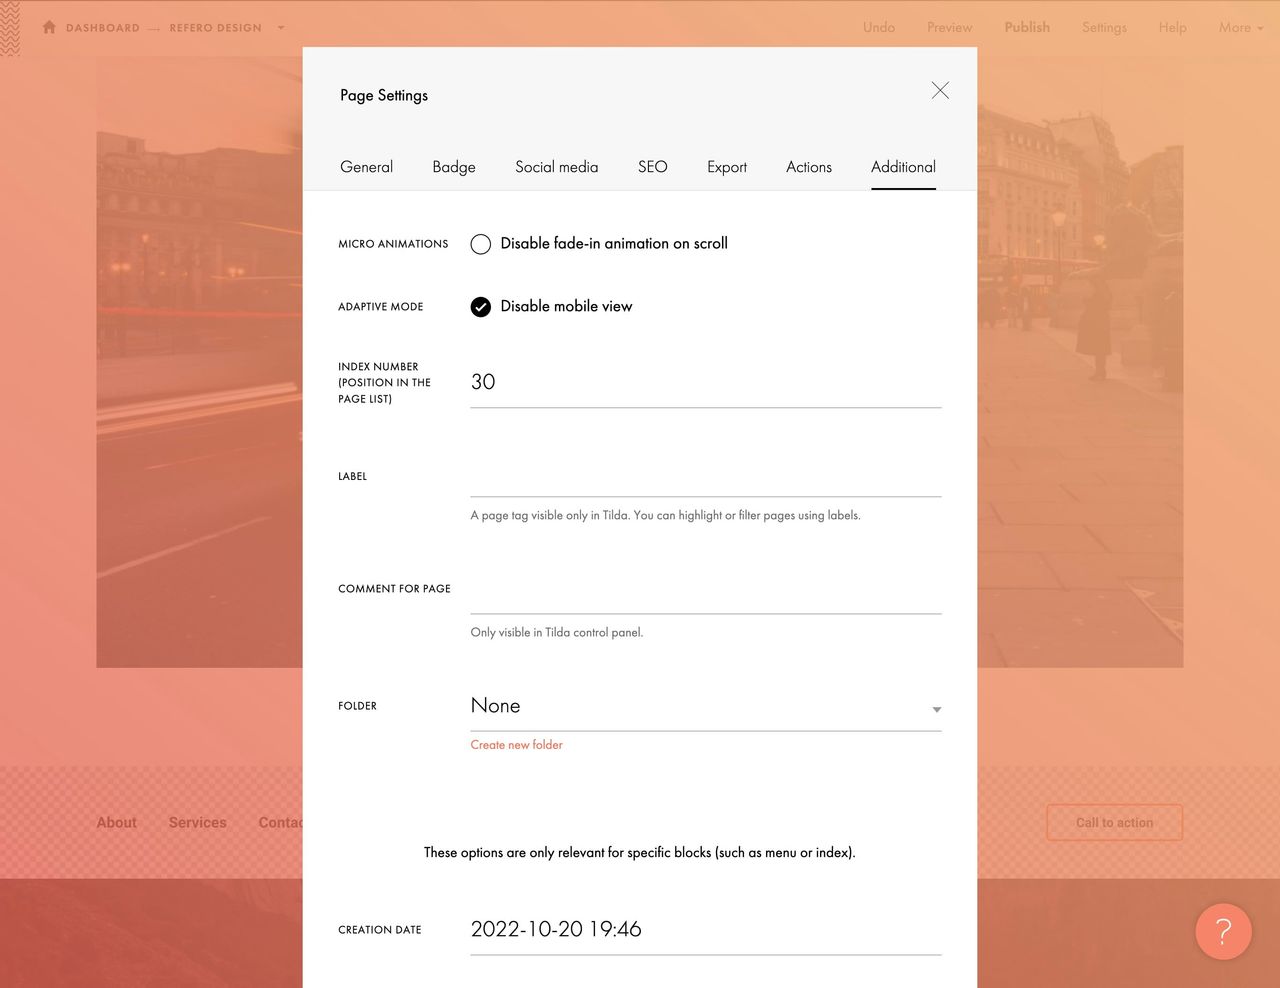 DASHBOARD — REFERO DESIGN
Undo
Preview
Publish
Settings
Help
More
Page Settings
General
Badge
Social media
SEO
Export
Actions
Additional
MICRO ANIMATIONS
Disable fade-in animation on scroll
ADAPTIVE MODE
Disable mobile view
INDEX NUMBER
(POSITION IN THE
PAGE LIST)
30
LABEL
A page tag visible only in Tilda. You can highlight or filter pages using labels.
COMMENT FOR PAGE
Only visible in Tilda control panel.
FOLDER
None
Create new folder
About
Services
Contac
Call to action
These options are only relevant for specific blocks (such as menu or index).
CREATION DATE
2022-10-20 19:46
?